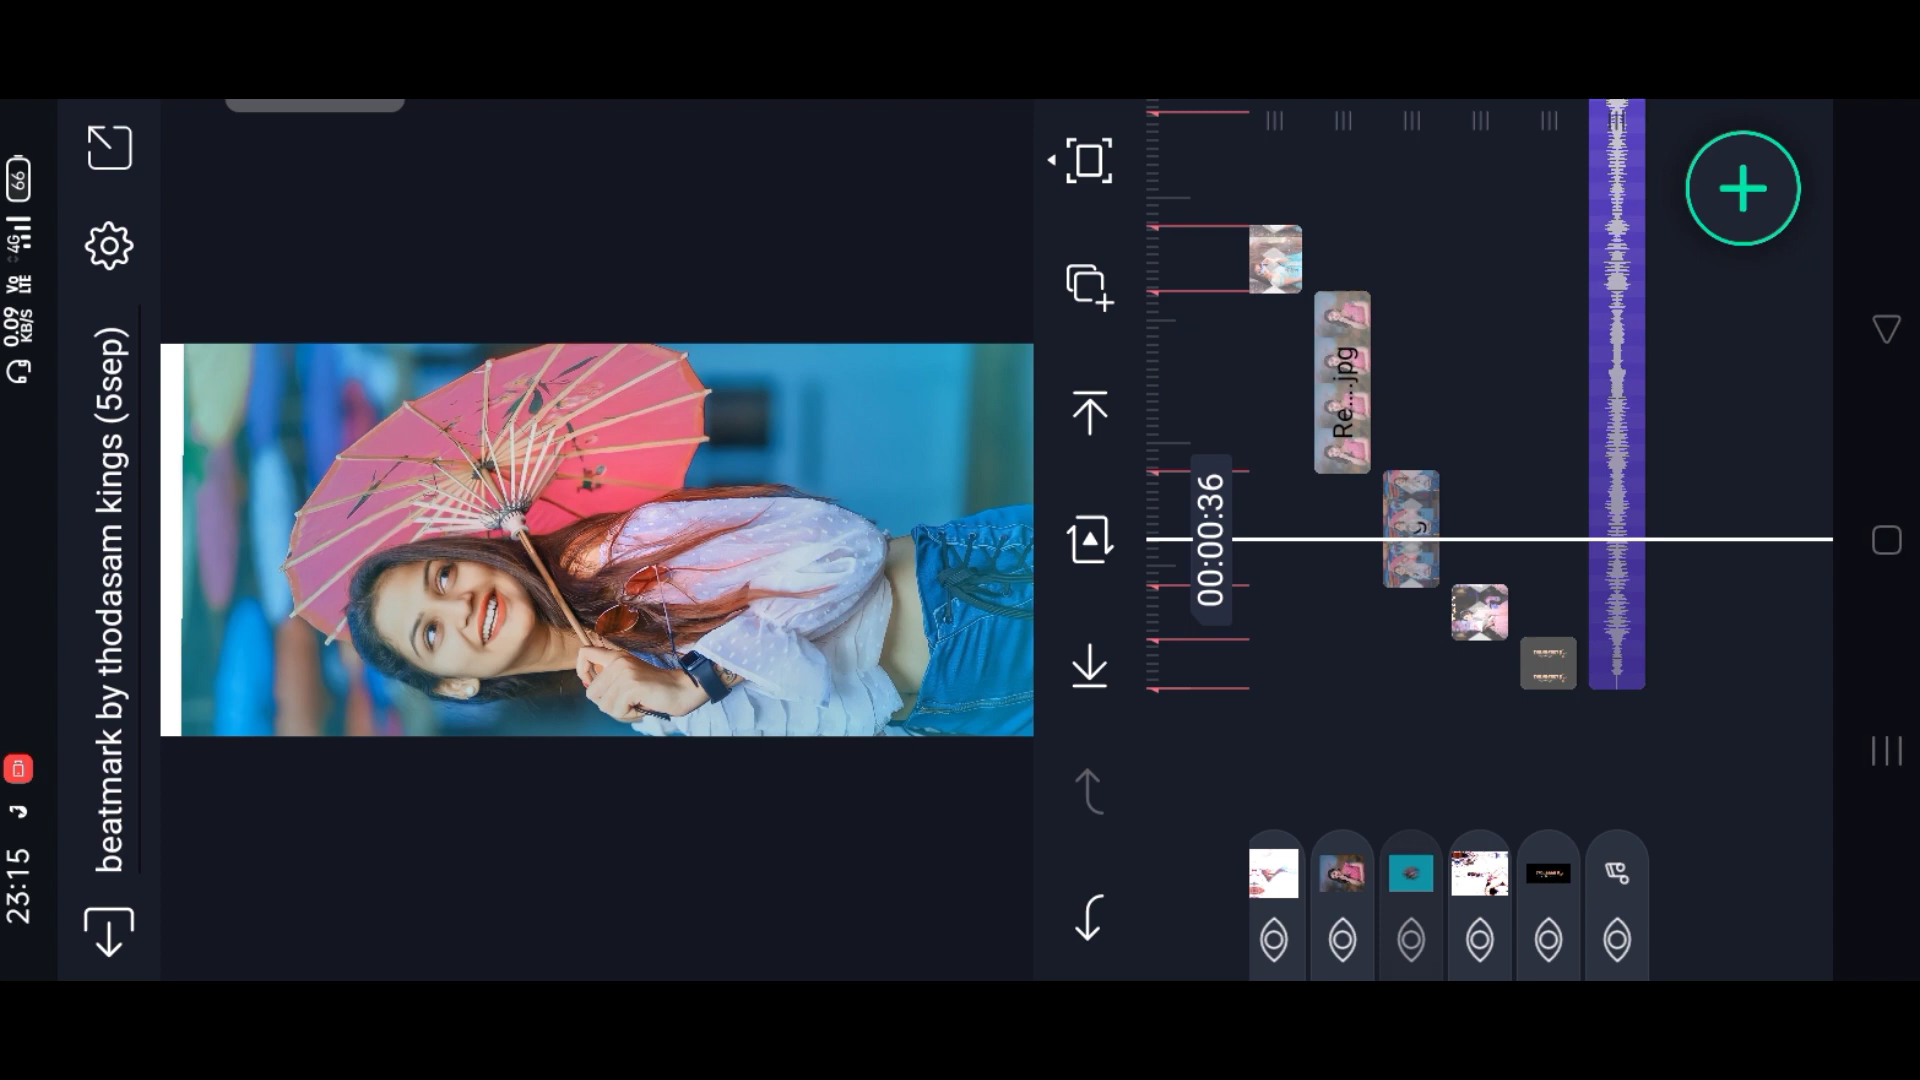 23:15
0.09
KB/S
Vo
LTE
4G
66
beatmark by thodasam kings (5sep)
00:00:36
Re....jpg
g